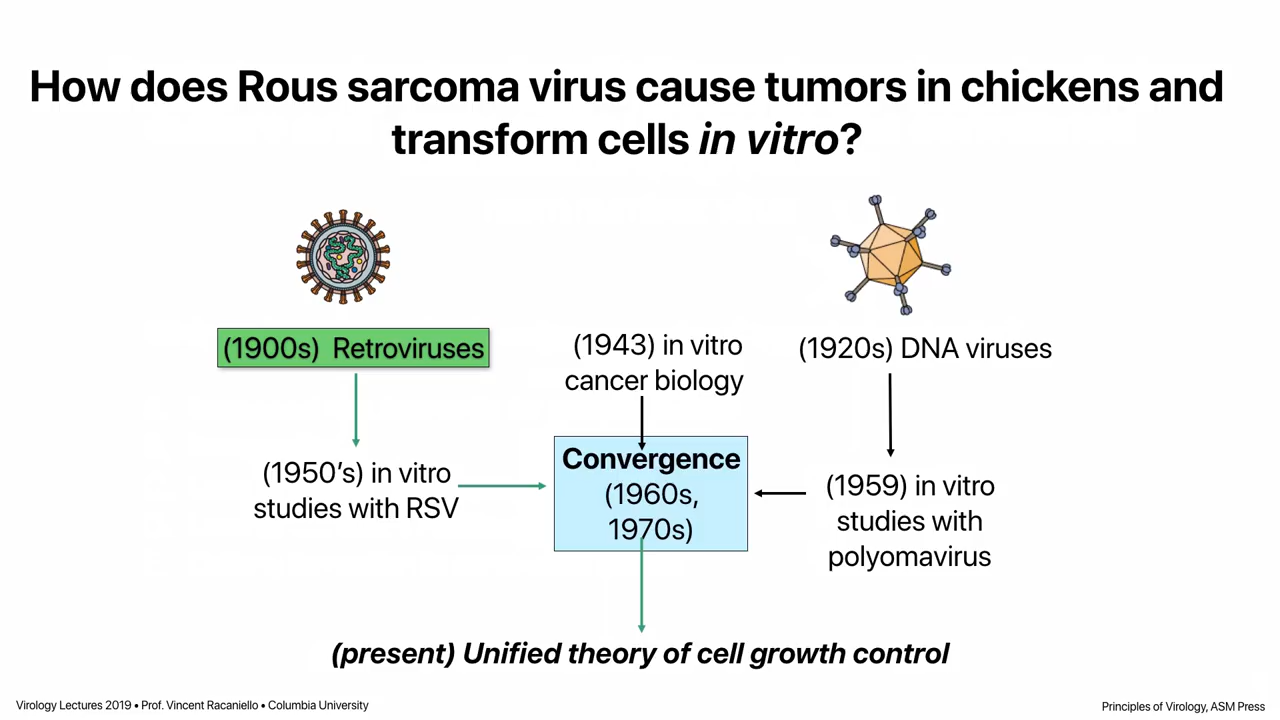 How does Rous sarcoma virus cause tumors in chickens and
transform cells in vitro?
(1900s) Retroviruses
(1943) in vitro
cancer biology
(1920s) DNA viruses
(1950's) in vitro
studies with RSV
Convergence
(1960s,
1970s)
(1959) in vitro
studies with
polyomavirus
(present) Unified theory of cell growth control
Virology Lectures 2019 • Prof. Vincent Racaniello • Columbia University
Principles of Virology, ASM Press